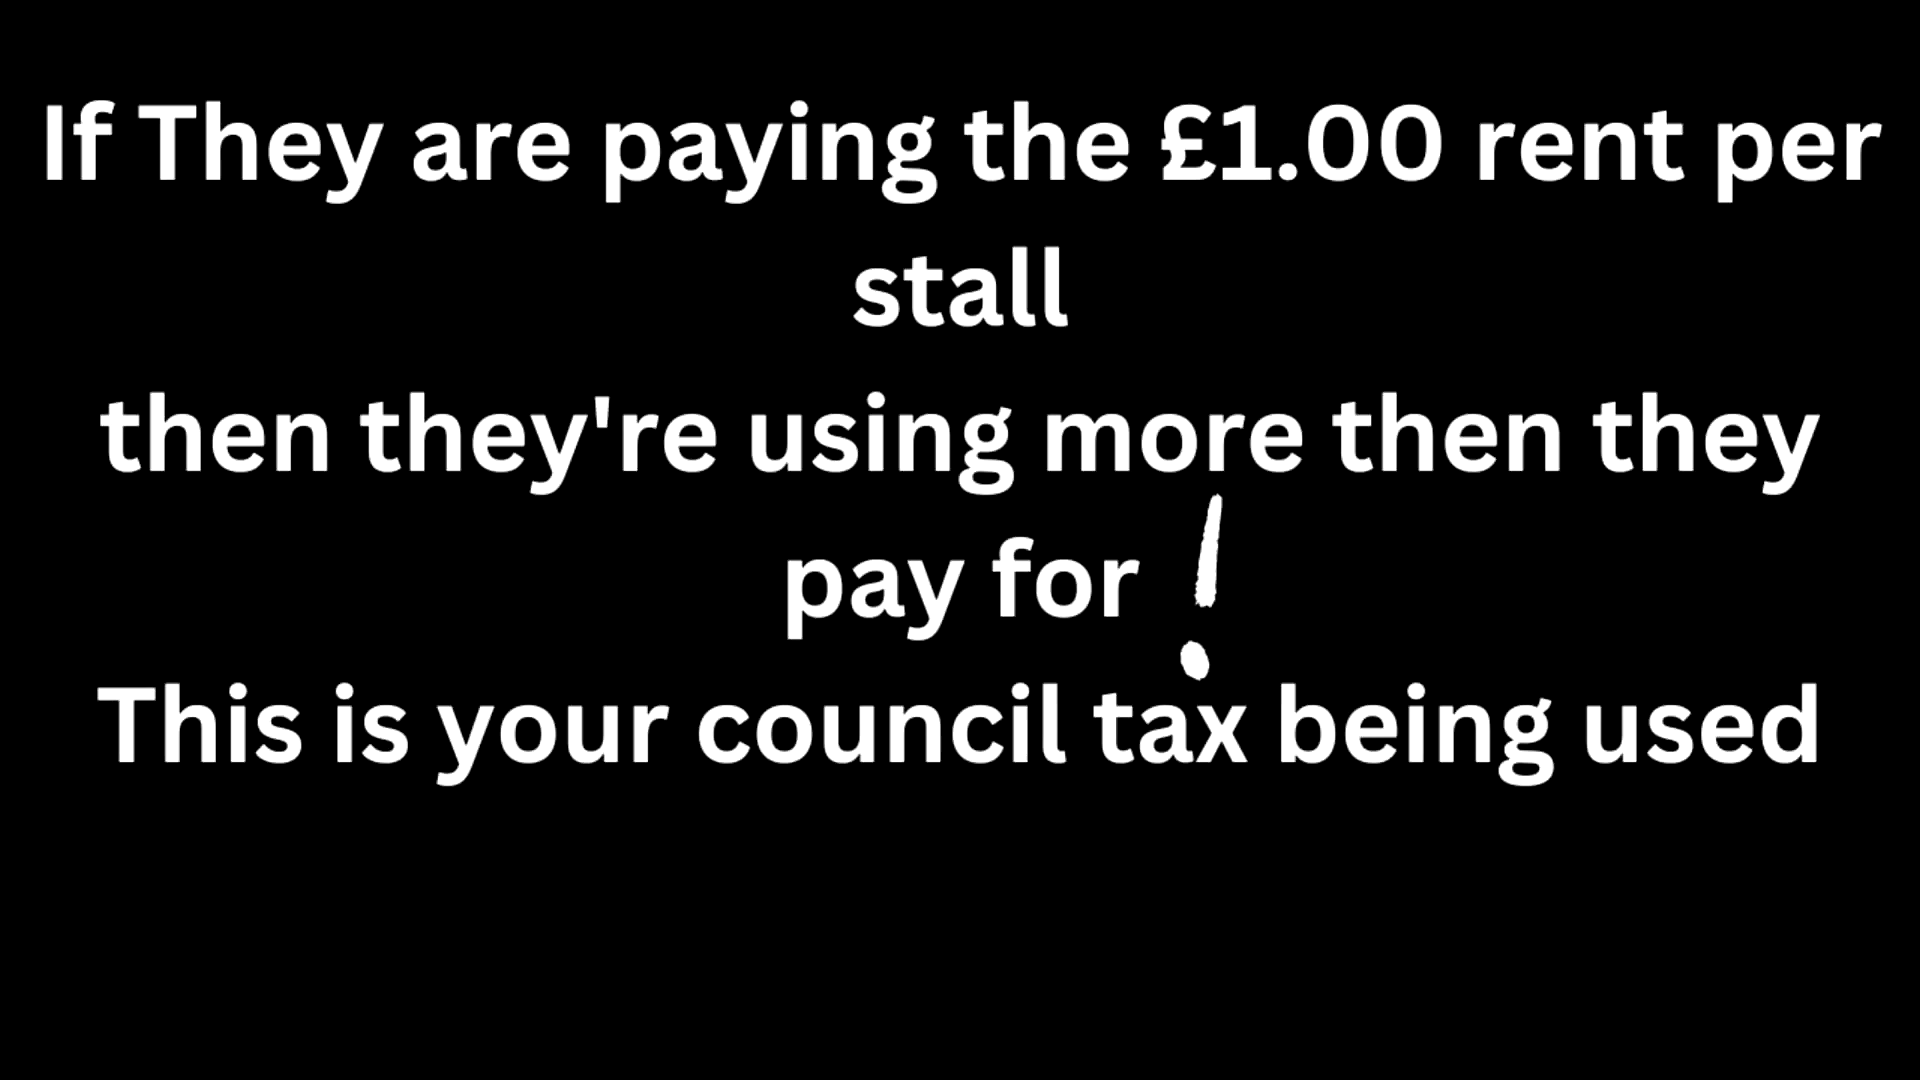 If They are paying the £1.00 rent per
stall
then they're using more then they
pay for !
This is your council tax being used